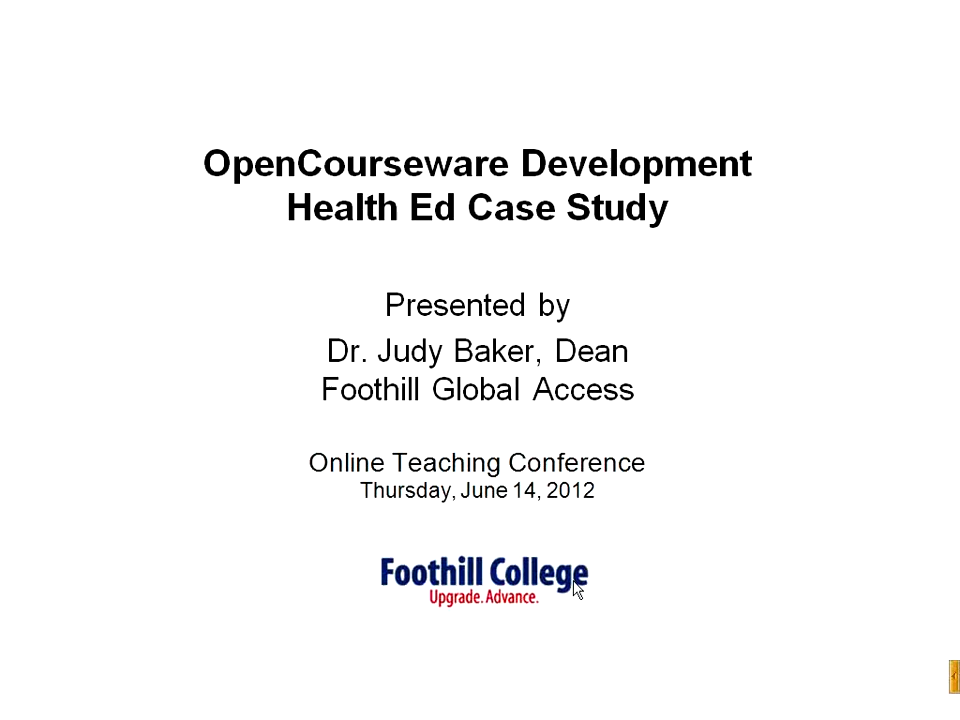 OpenCourseware Development
Health Ed Case Study
Presented by
Dr. Judy Baker, Dean
Foothill Global Access
Online Teaching Conference
Thursday, June 14, 2012
Foothill College
Upgrade. Advance.